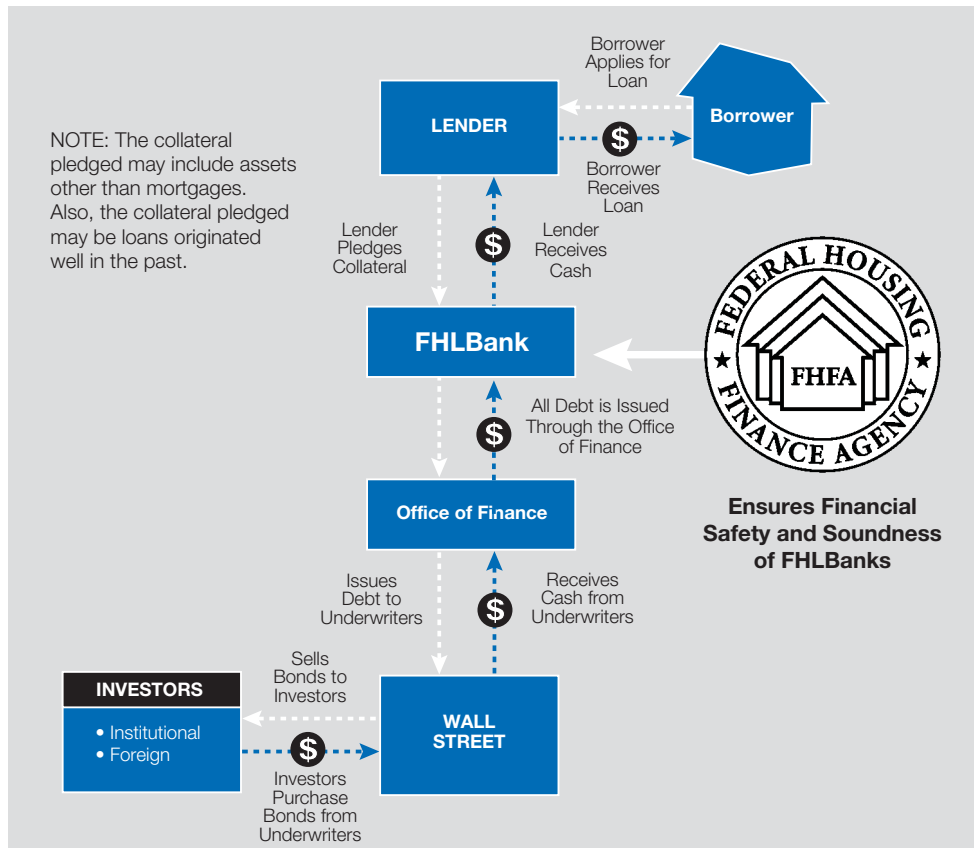 Borrower
Applies for
Loan
LENDER
Borrower
NOTE: The collateral
pledged may include assets
other than mortgages.
Also, the collateral pledged
may be loans originated
well in the past.
$
Borrower
Receives
Loan
Lender
Pledges
Collateral
$
Lender
Receives
Cash
FEDERAL HOUSING
FINANCE AGENCY
FHFA
FHLBank
$
All Debt is Issued
Through the Office
of Finance
Ensures Financial
Safety and Soundness
of FHLBanks
Office of Finance
Issues
Debt to
Underwriters
$
Receives
Cash from
Underwriters
Sells
Bonds to
Investors
INVESTORS
• Institutional
• Foreign
WALL
STREET
$
Investors
Purchase
Bonds from
Underwriters